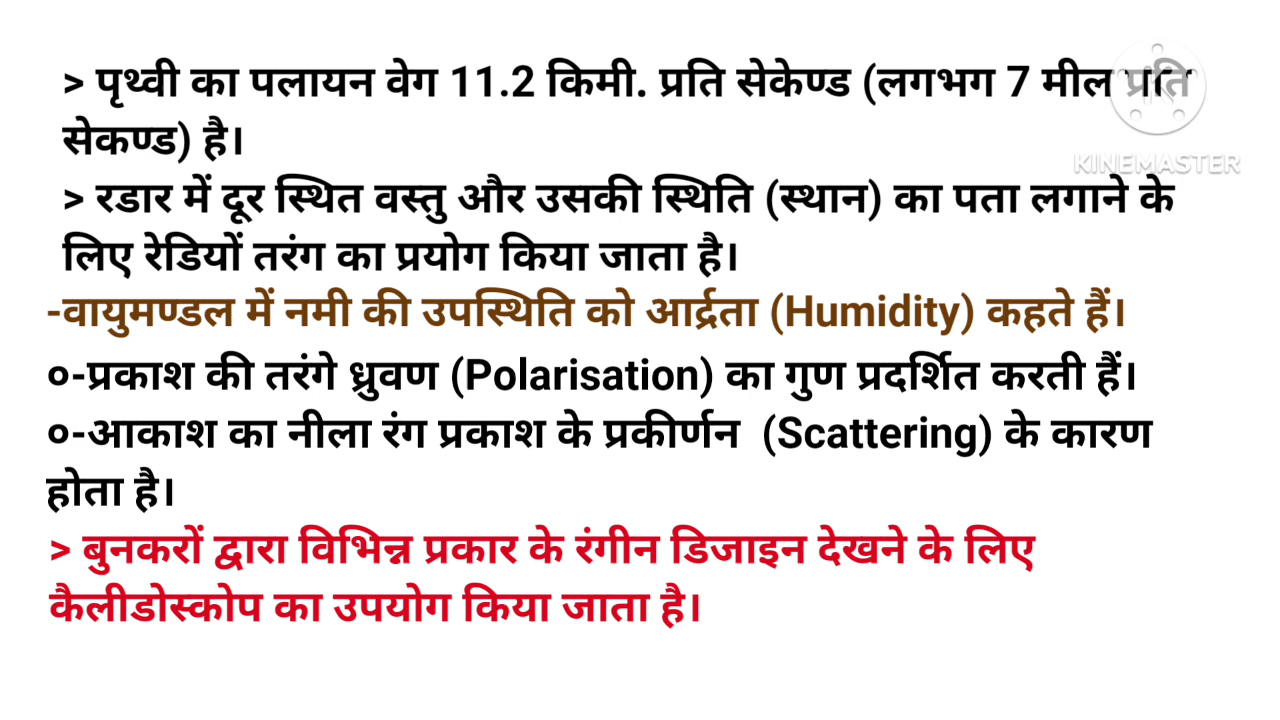 > पृथ्वी का पलायन वेग 11.2 किमी. प्रति सेकेण्ड (लगभग 7 मील प्रति
सेकण्ड) है।
> रडार में दूर स्थित वस्तु और उसकी स्थिति (स्थान) का पता लगाने के
लिए रेडियों तरंग का प्रयोग किया जाता है।
-वायुमण्डल में नमी की उपस्थिति को आर्द्रता (Humidity) कहते हैं।
०-प्रकाश की तरंगे ध्रुवण (Polarisation) का गुण प्रदर्शित करती हैं।
०-आकाश का नीला रंग प्रकाश के प्रकीर्णन (Scattering) के कारण
होता है।
> बुनकरों द्वारा विभिन्न प्रकार के रंगीन डिजाइन देखने के लिए
कैलीडोस्कोप का उपयोग किया जाता है।
KINEMASTER